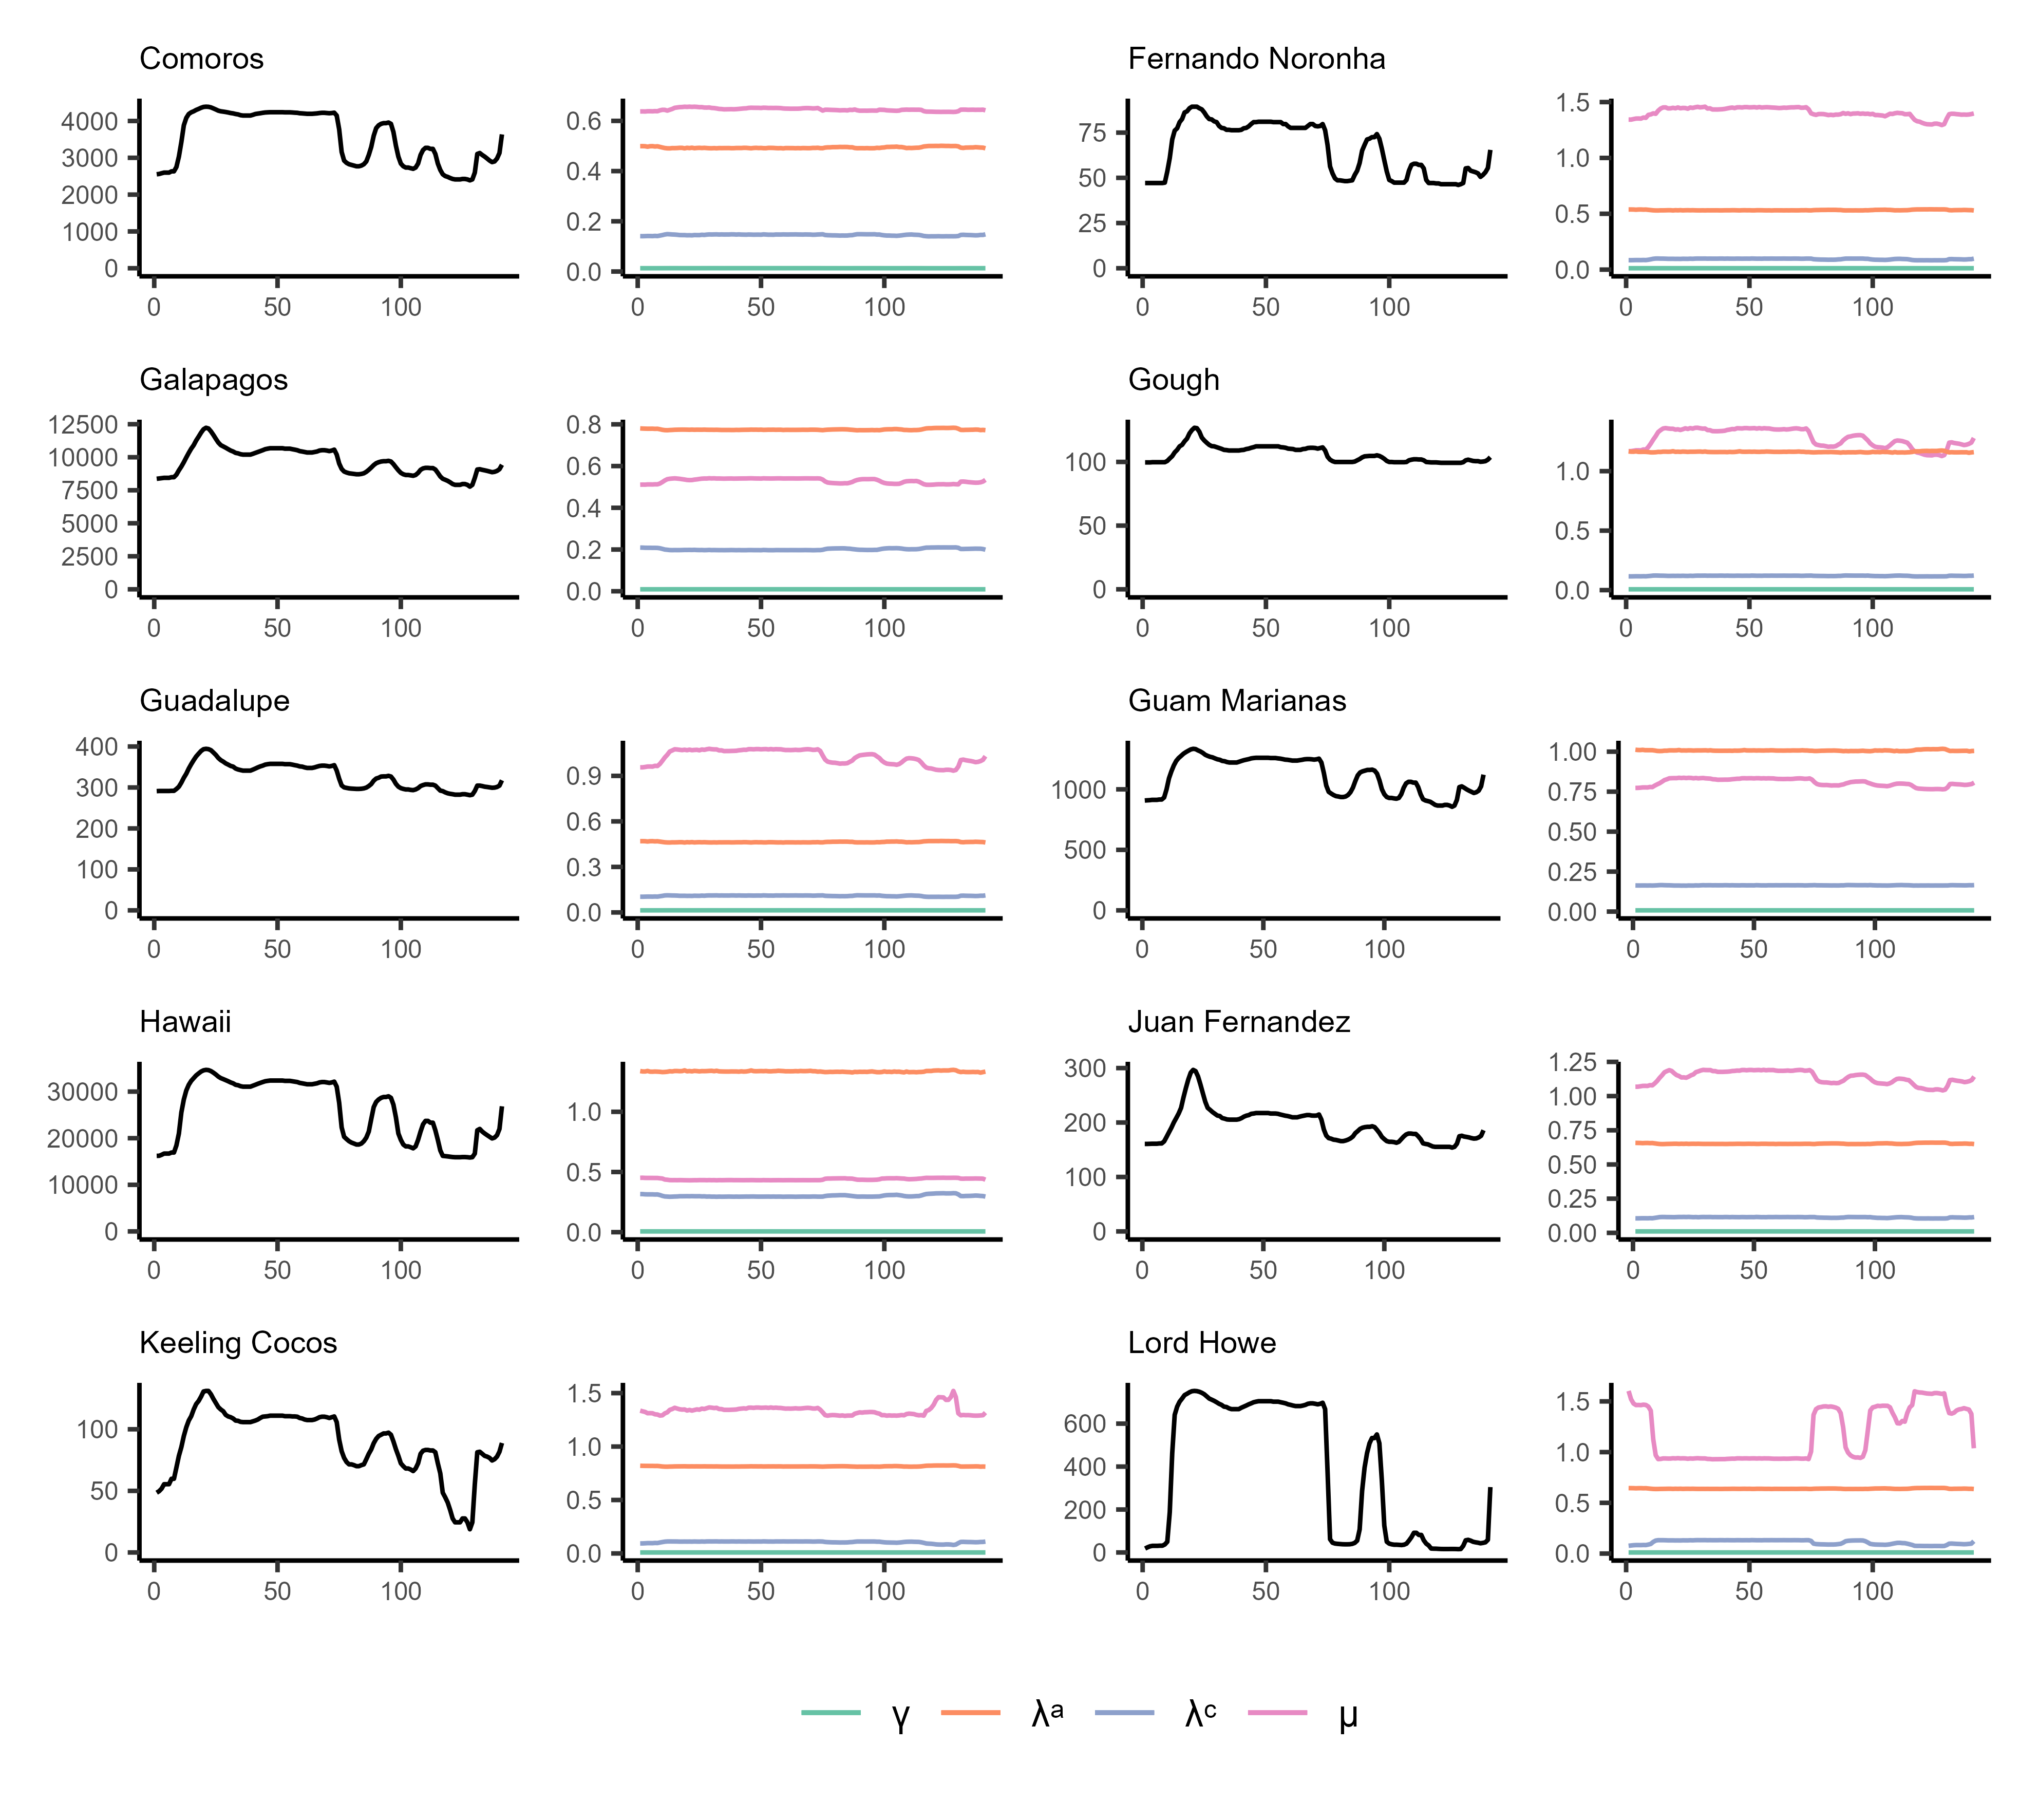 Comoros
Fernando Noronha
4000
3000
2000
1000
0
0 50 100
0.6
0.4
0.2
0.0
0 50 100
75
50
25
0
0 50 100
1.5
1.0
0.5
0.0
0 50 100
Galapagos
Gough
12500
10000
7500
5000
2500
0
0 50 100
0.8
0.6
0.4
0.2
0.0
0 50 100
100
50
0
0 50 100
1.0
0.5
0.0
0 50 100
Guadalupe
Guam Marianas
400
300
200
100
0
0 50 100
0.9
0.6
0.3
0.0
0 50 100
1000
500
0
0 50 100
1.00
0.75
0.50
0.25
0.00
0 50 100
Hawaii
Juan Fernandez
30000
20000
10000
0
0 50 100
1.0
0.5
0.0
0 50 100
300
200
100
0
0 50 100
1.25
1.00
0.75
0.50
0.25
0.00
0 50 100
Keeling Cocos
Lord Howe
100
50
0
0 50 100
1.5
1.0
0.5
0.0
0 50 100
600
400
200
0
0 50 100
1.5
1.0
0.5
0.0
0 50 100
γ λᵃ λᶜ μ